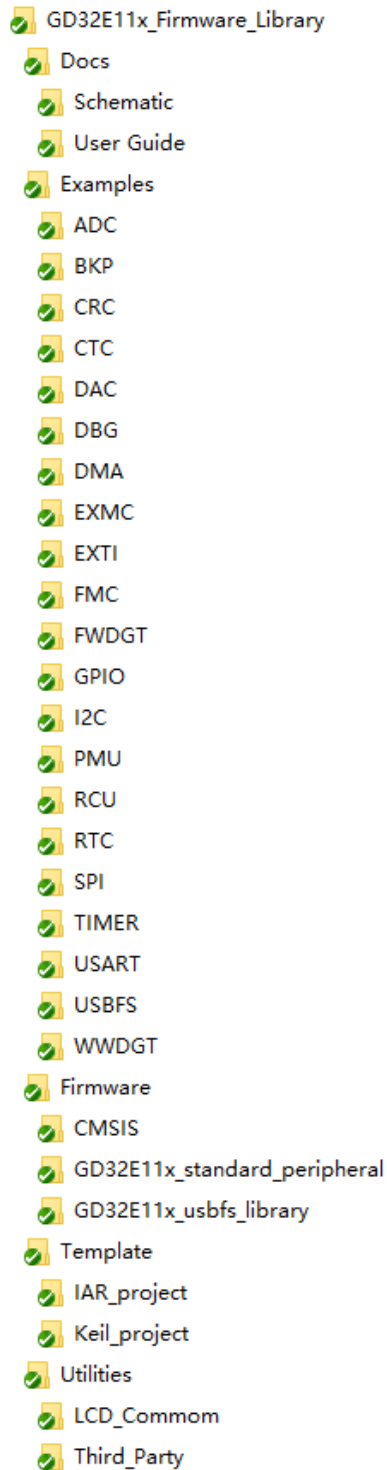 GD32E11x_Firmware_Library
Docs
Schematic
User Guide
Examples
ADC
BKP
CRC
CTC
DAC
DBG
DMA
EXMC
EXTI
FMC
FWDGT
GPIO
I2C
PMU
RCU
RTC
SPI
TIMER
USART
USBFS
WWDGT
Firmware
CMSIS
GD32E11x_standard_peripheral
GD32E11x_usbfs_library
Template
IAR_project
Keil_project
Utilities
LCD_Commom
Third_Party